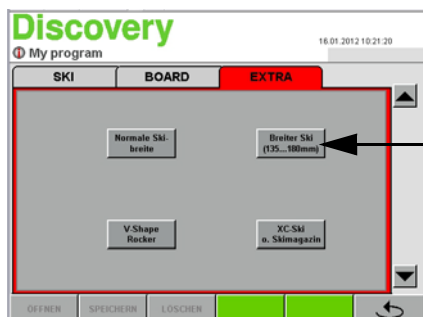 Discovery
16.01.2012 10:21:20
My program
SKI
BOARD
EXTRA
Normale Ski-
breite
Breiter Ski
(135...180mm)
V-Shape
Rocker
XC-Ski
o. Skimagazin
ÖFFNEN
SPEICHERN
LÖSCHEN